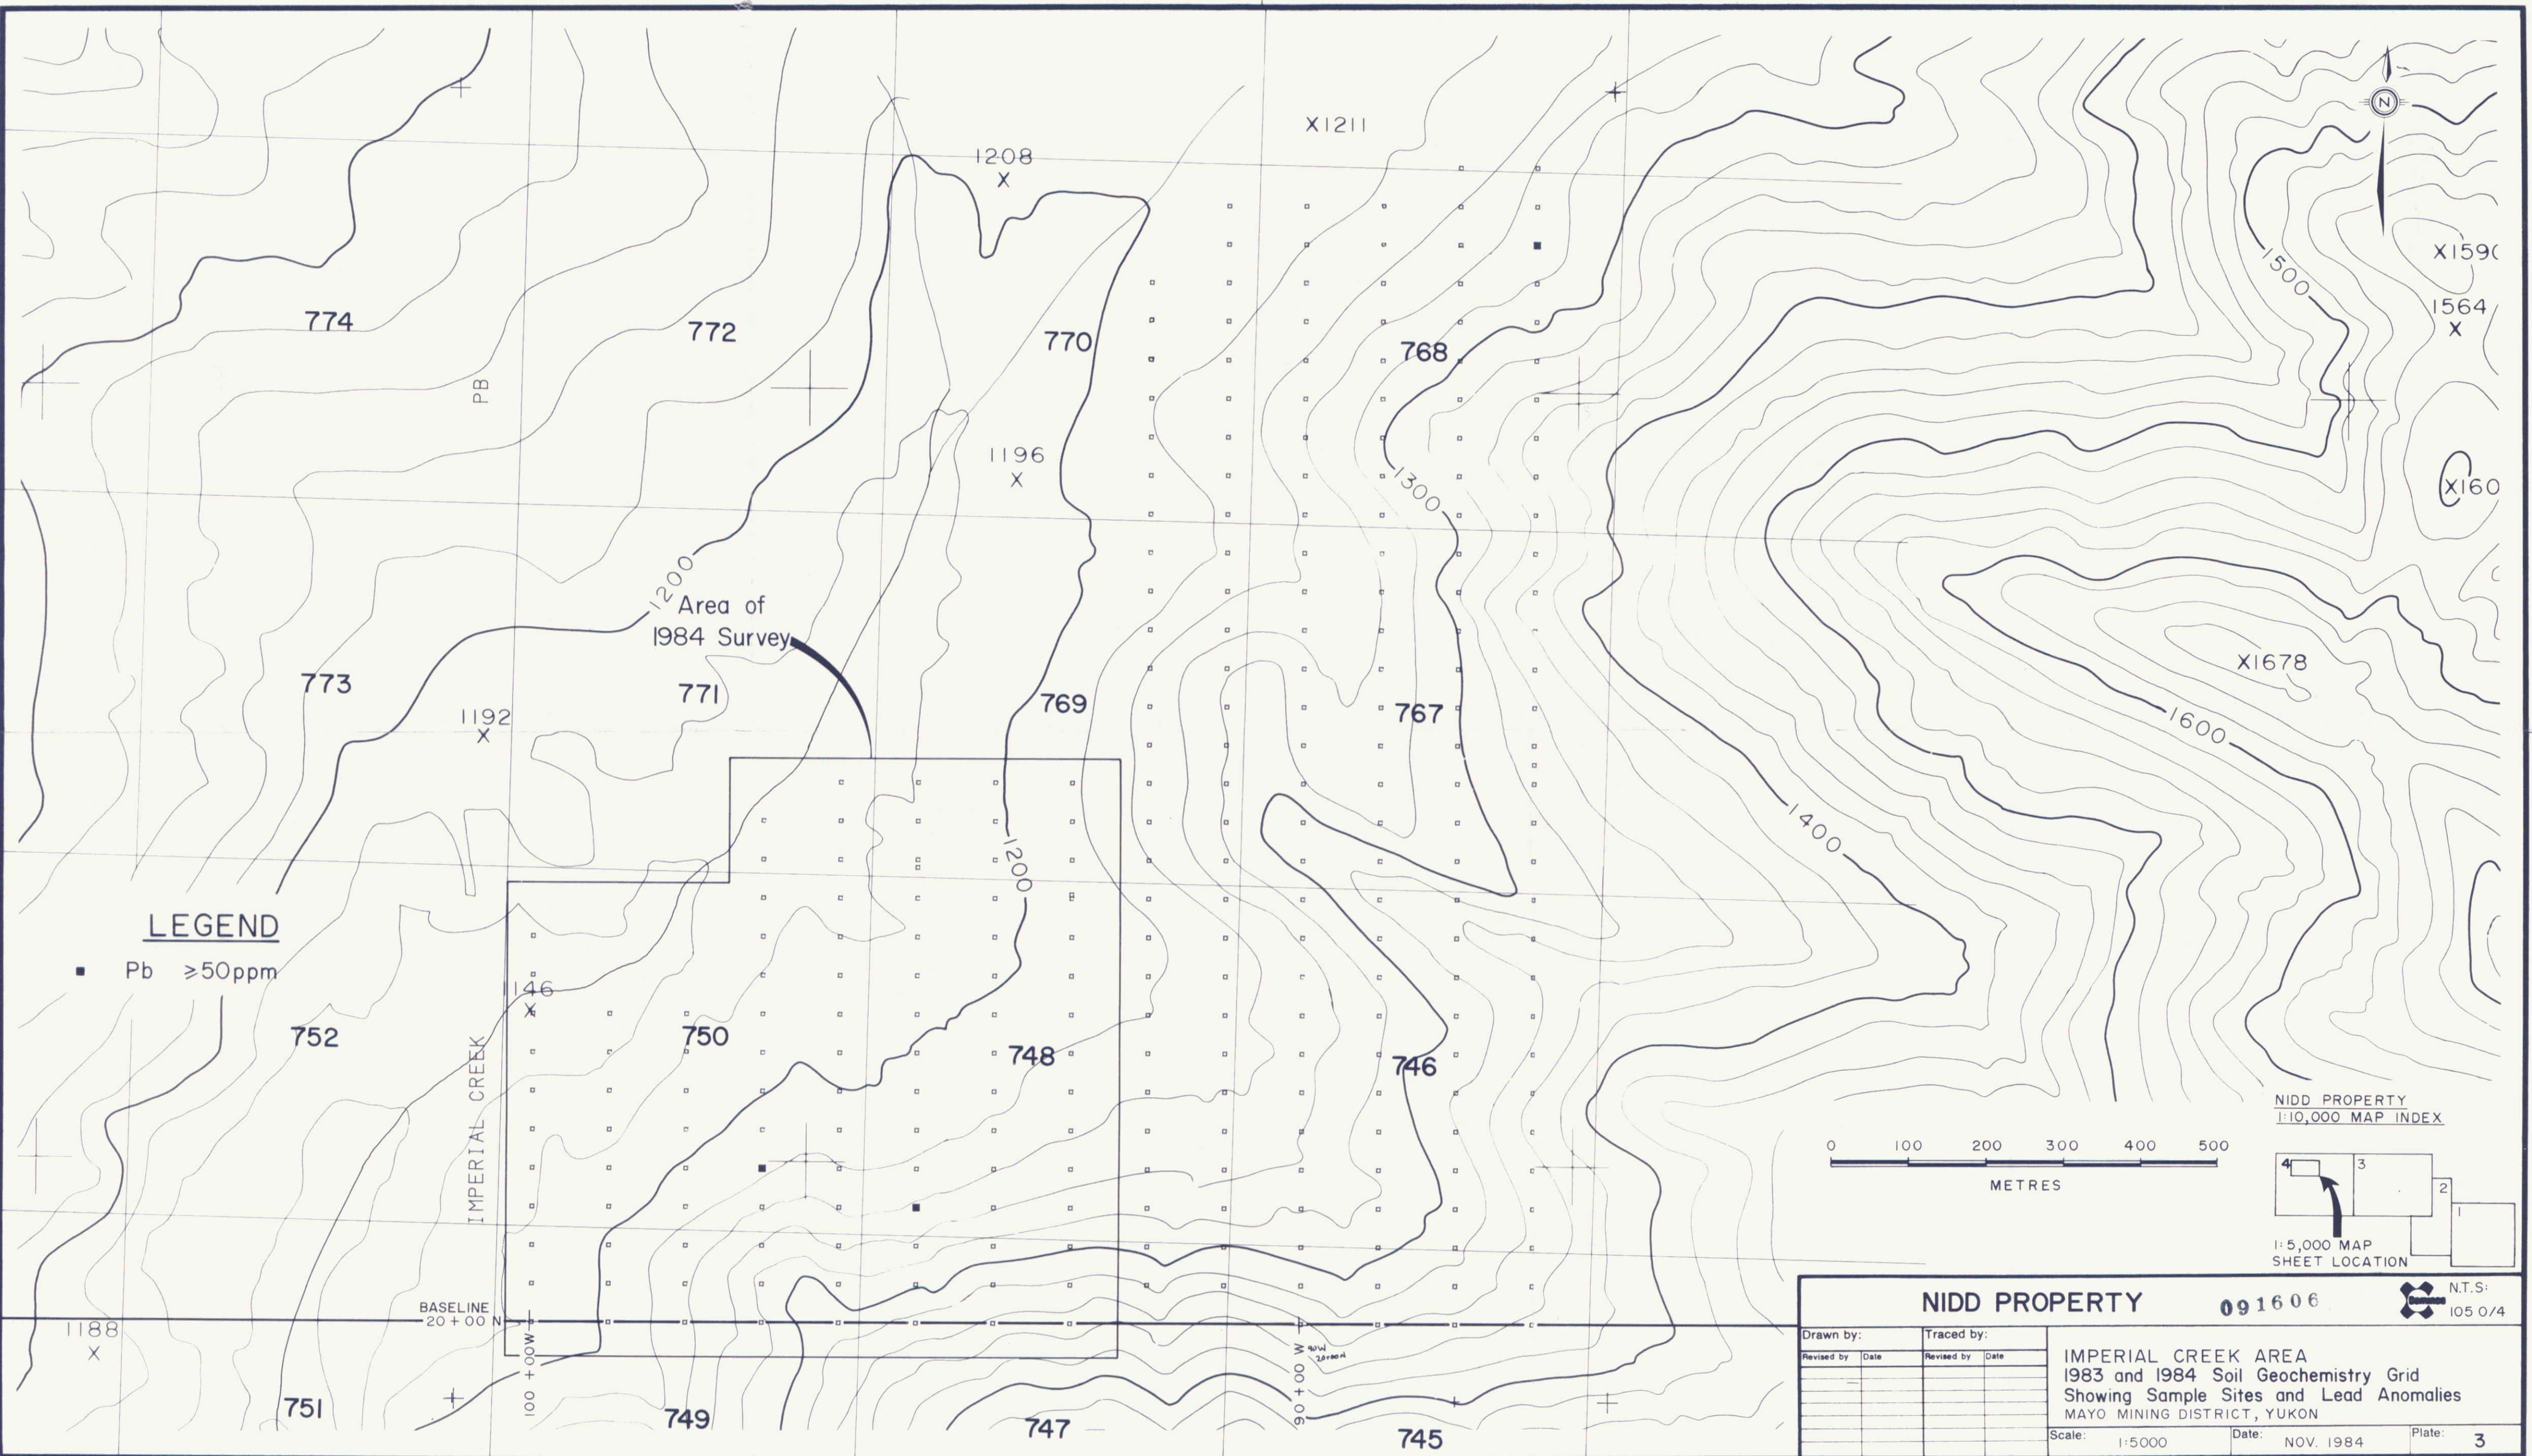 X1211
1208
X
N
X1590
1500
1564
X
774
772
770
768
PB
1196
X
1300
X160
1200
Area of
1984 Survey
X1678
773
771
769
767
1192
X
1600
1400
1200
LEGEND
■ Pb ≥50ppm
1146
X
752
750
748
746
IMPERIAL CREEK
NIDD PROPERTY
1:10,000 MAP INDEX
0 100 200 300 400 500
METRES
4 3
2
1
1:5,000 MAP
SHEET LOCATION
BASELINE
20+00 N
1188
X
100+00W
90+00 W
90W
20+00N
751
749
747
745
NIDD PROPERTY
091606
Cominco
N.T.S:
105 O/4
Drawn by: Traced by:
Revised by Date Revised by Date
IMPERIAL CREEK AREA
1983 and 1984 Soil Geochemistry Grid
Showing Sample Sites and Lead Anomalies
MAYO MINING DISTRICT, YUKON
Scale: 1:5000 Date: NOV. 1984 Plate: 3